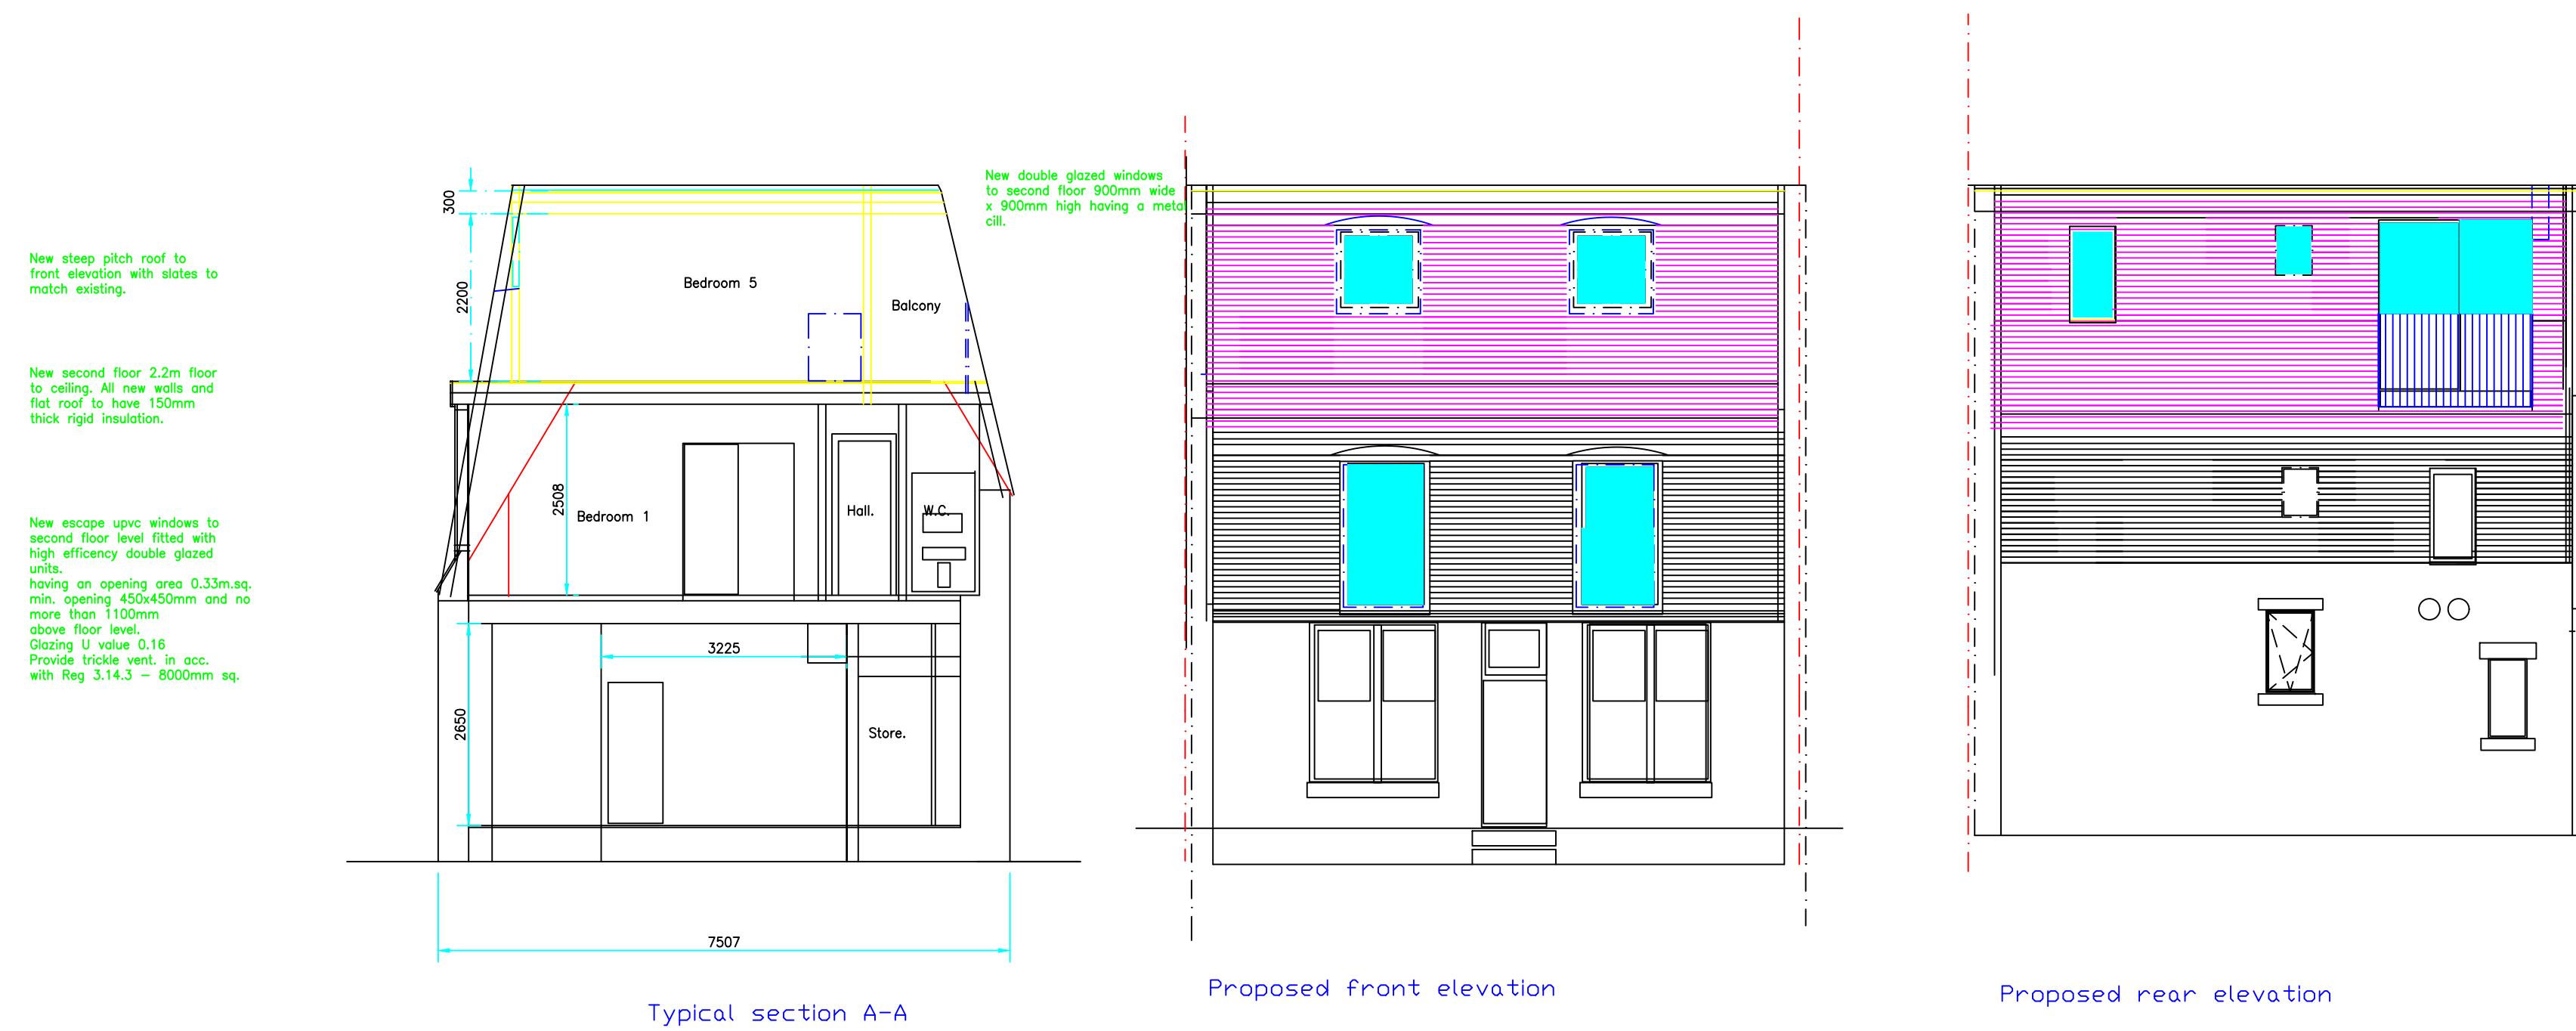 New steep pitch roof to
front elevation with slates to
match existing.
New second floor 2.2m floor
to ceiling. All new walls and
flat roof to have 150mm
thick rigid insulation.
New escape upvc windows to
second floor level fitted with
high efficency double glazed
units.
having an opening area 0.33m.sq.
min. opening 450x450mm and no
more than 1100mm
above floor level.
Glazing U value 0.16
Provide trickle vent. in acc.
with Reg 3.14.3 - 8000mm sq.
300
2200
Bedroom 5
Balcony
2508
Bedroom 1
Hall.
W.C.
3225
2650
Store.
7507
Typical section A-A
New double glazed windows
to second floor 900mm wide
x 900mm high having a metal
cill.
Proposed front elevation
Proposed rear elevation